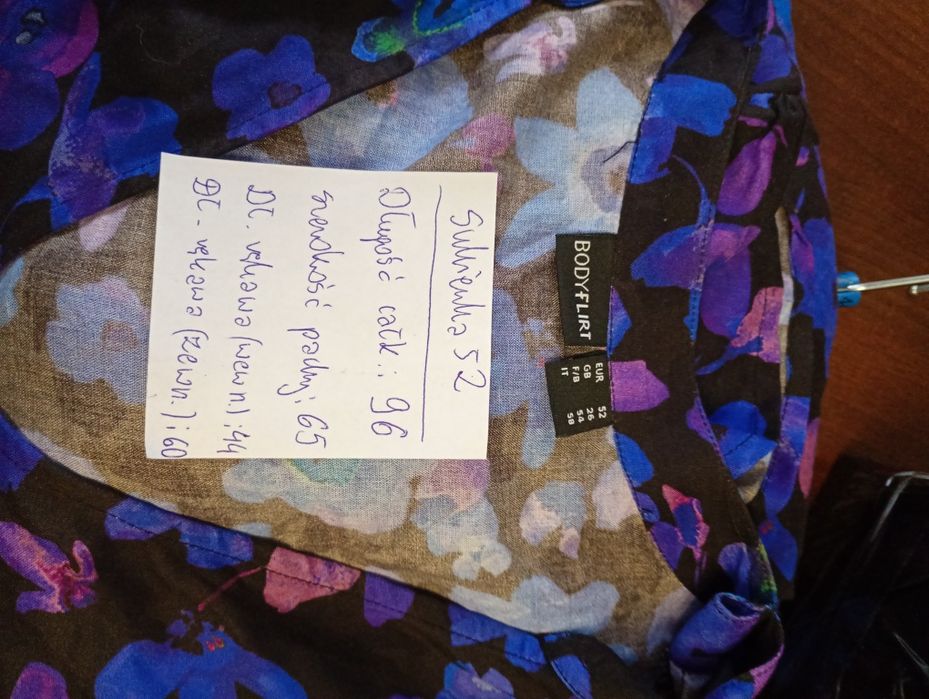 Sukienka 52
Długość całk.: 96
szerokość pachy: 65
Dł. rękawa (wewn.): 44
Dł. rękawa (zewn.): 60
BODYFLIRT
EUR 52
GB 26
F/B 54
IT 58